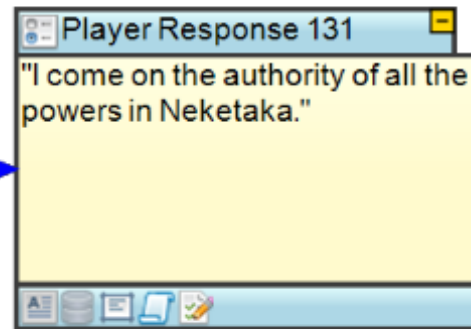 Player Response 131
"I come on the authority of all the
powers in Neketaka."